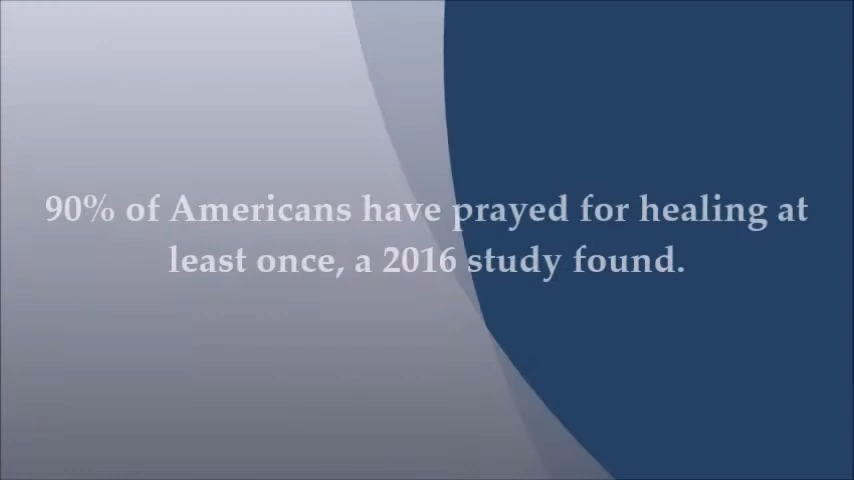 90% of Americans have prayed for healing at
least once, a 2016 study found.